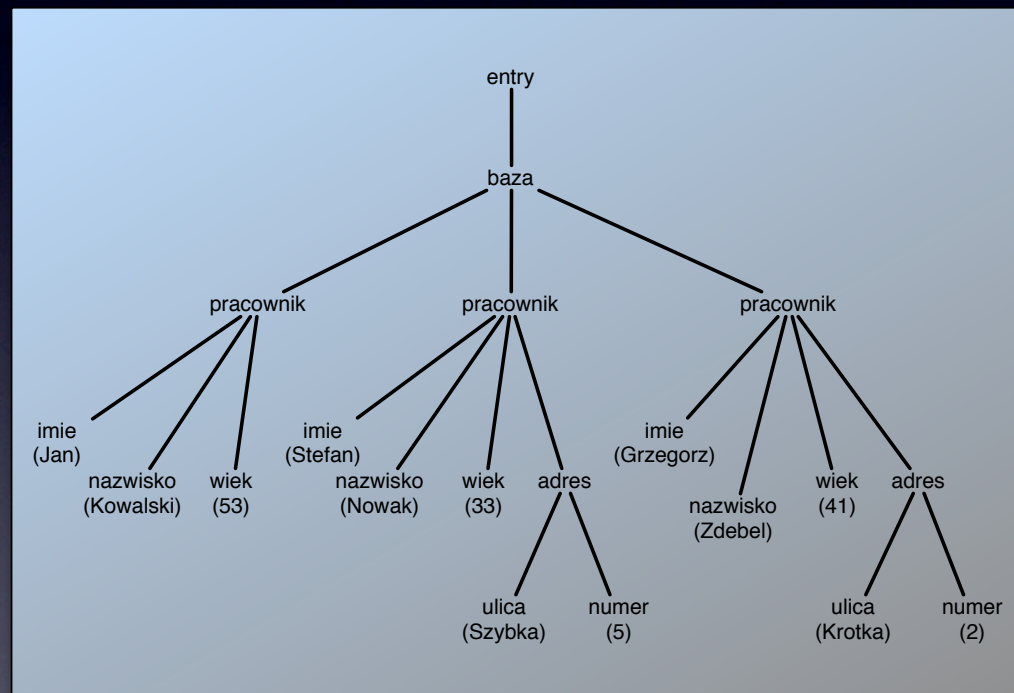 entry
baza
pracownik
pracownik
pracownik
imie
(Jan)
nazwisko
(Kowalski)
wiek
(53)
imie
(Stefan)
nazwisko
(Nowak)
wiek
(33)
adres
ulica
(Szybka)
numer
(5)
imie
(Grzegorz)
nazwisko
(Zdebel)
wiek
(41)
adres
ulica
(Krotka)
numer
(2)